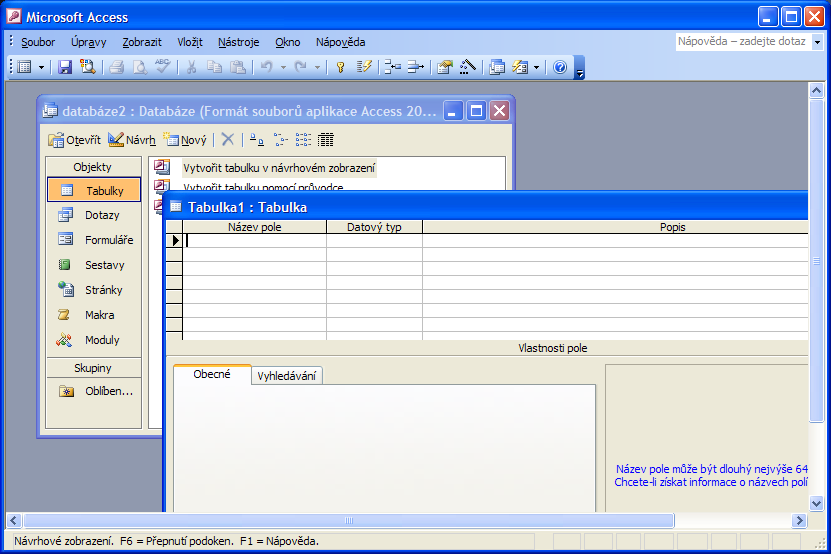 Microsoft Access
Soubor Úpravy Zobrazit Vložit Nástroje Okno Nápověda Nápověda – zadejte dotaz
databáze2 : Databáze (Formát souborů aplikace Access 20...
Otevřít Návrh Nový
Objekty
Tabulky
Dotazy
Formuláře
Sestavy
Stránky
Makra
Moduly
Skupiny
Oblíben...
Vytvořit tabulku v návrhovém zobrazení
Vytvořit tabulku pomocí průvodce
Tabulka1 : Tabulka
Název pole Datový typ Popis
Vlastnosti pole
Obecné Vyhledávání
Název pole může být dlouhý nejvýše 64
Chcete-li získat informace o názvech polí
Návrhové zobrazení. F6 = Přepnutí podoken. F1 = Nápověda.